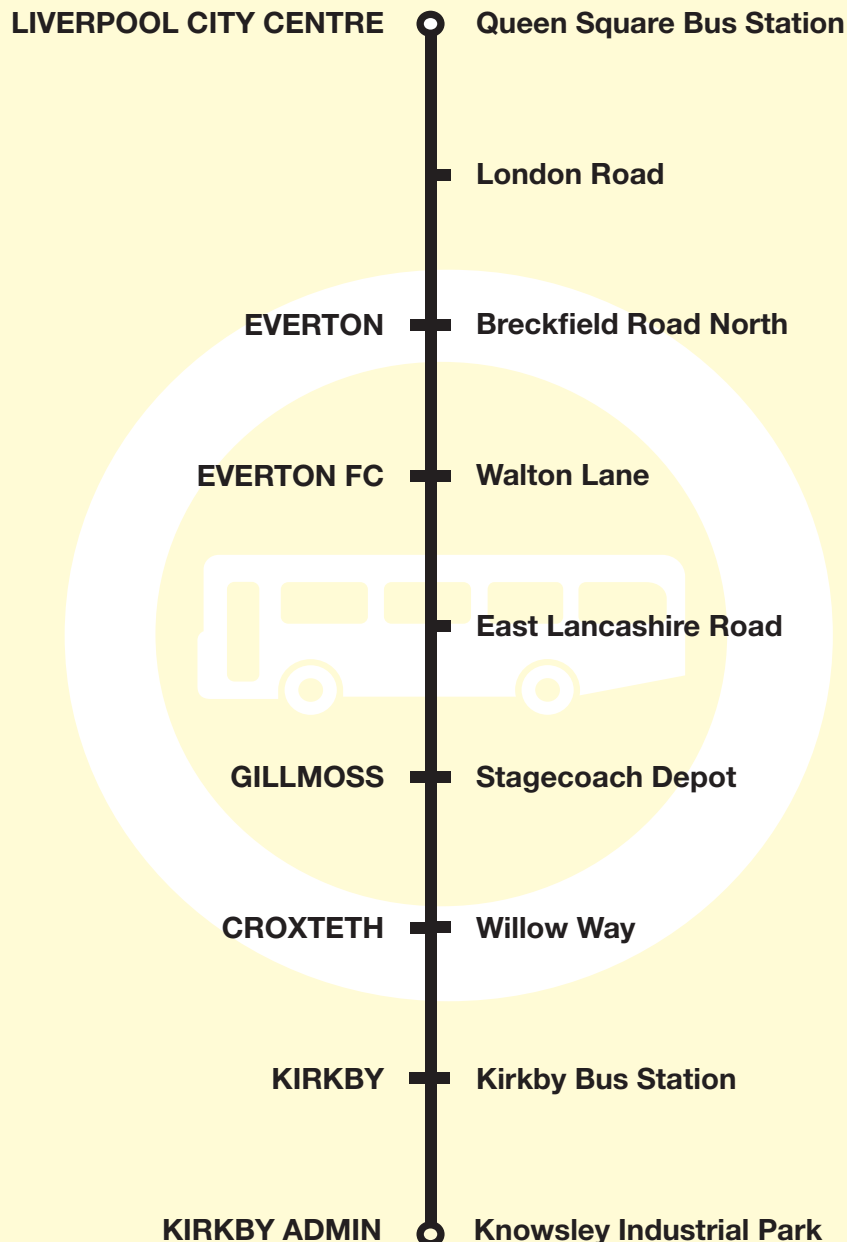 LIVERPOOL CITY CENTRE Queen Square Bus Station
London Road
EVERTON Breckfield Road North
EVERTON FC Walton Lane
East Lancashire Road
GILLMOSS Stagecoach Depot
CROXTETH Willow Way
KIRKBY Kirkby Bus Station
KIRKBY ADMIN Knowsley Industrial Park